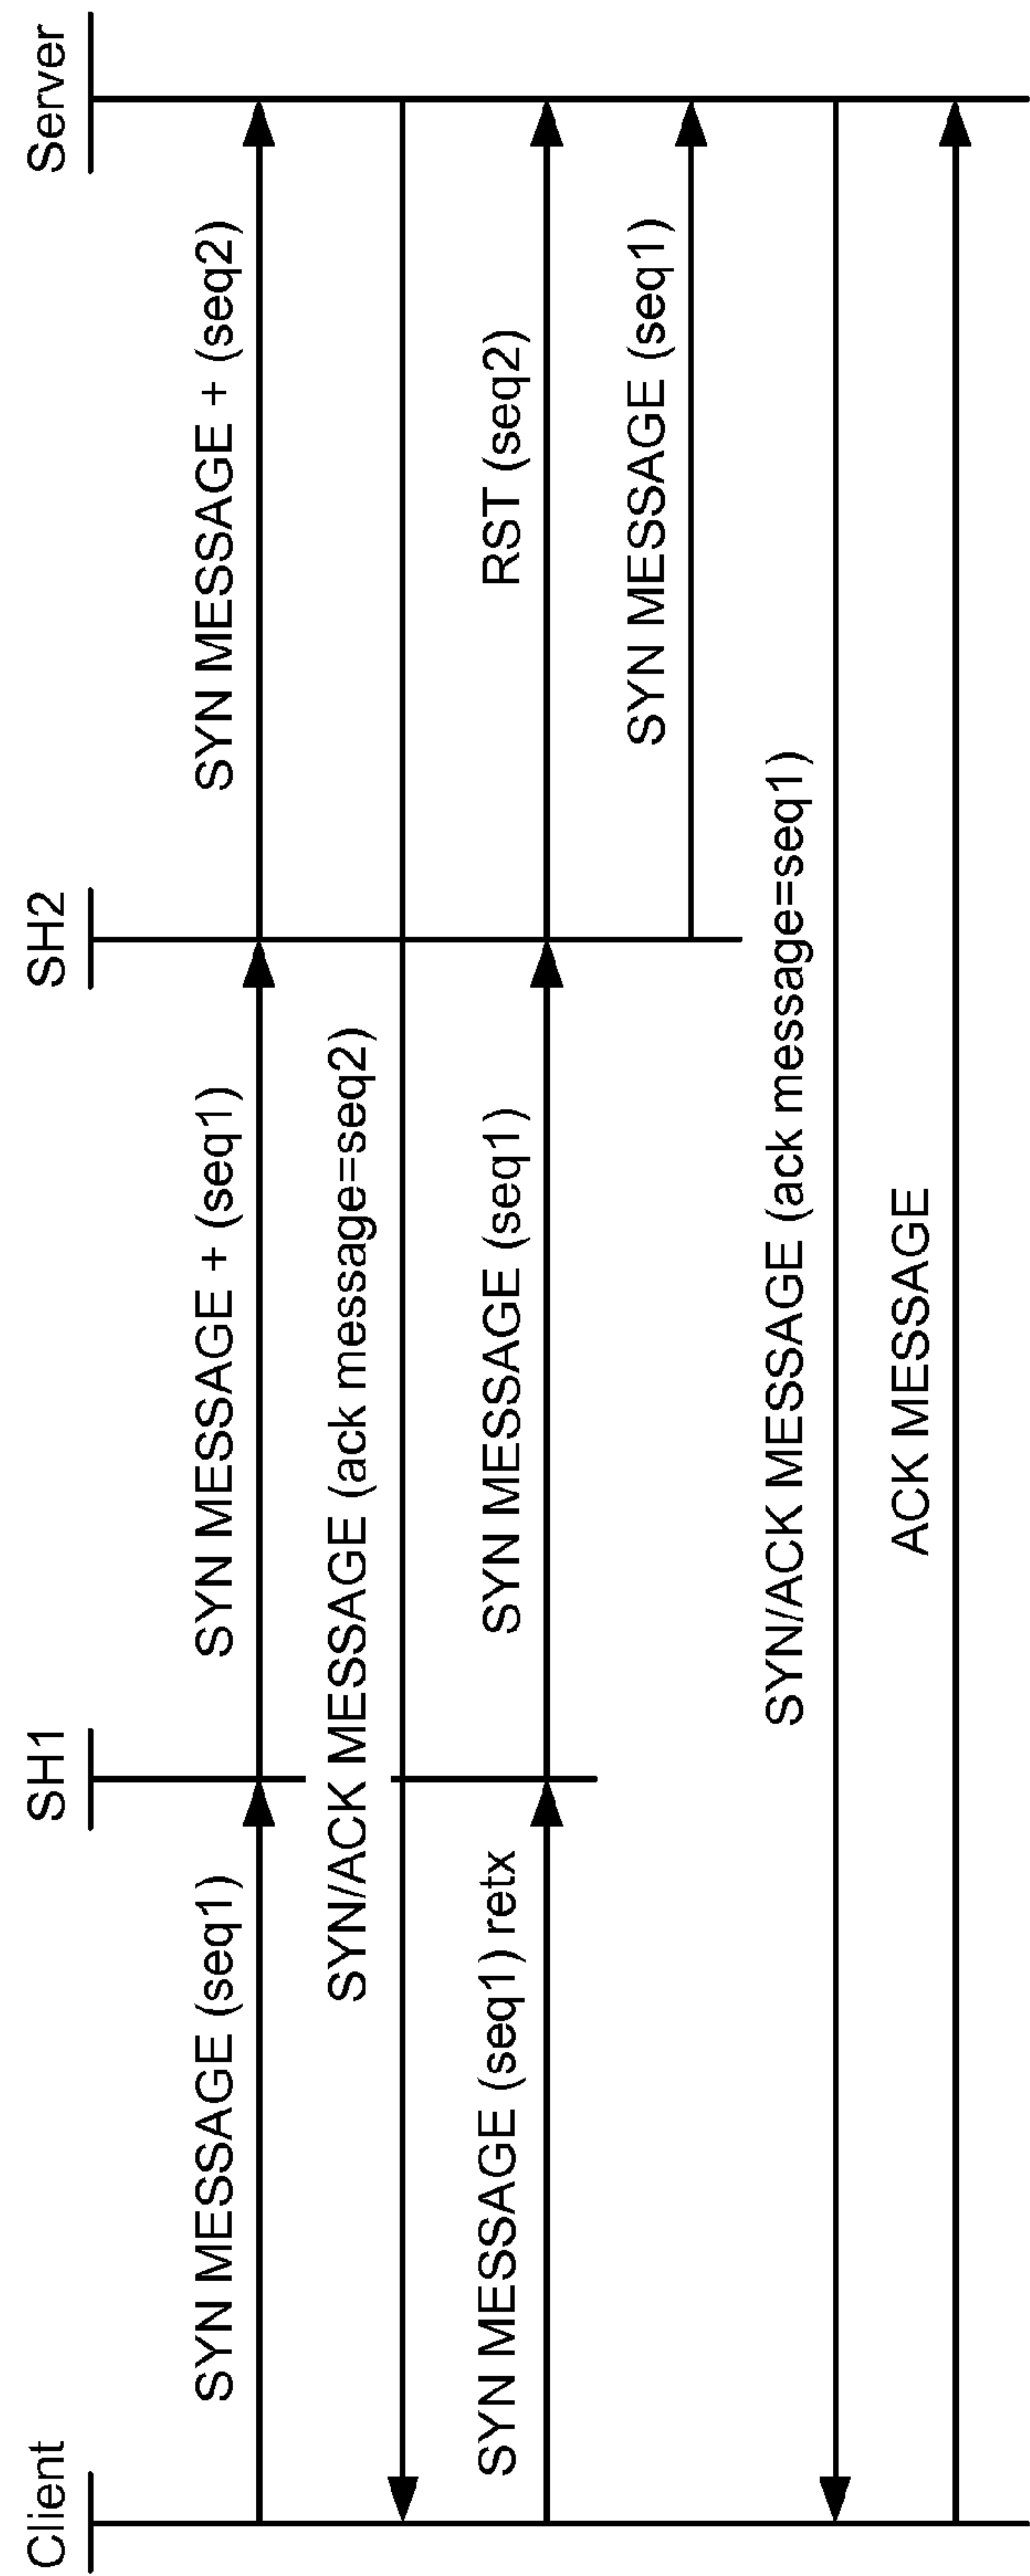 Client
SH1
SH2
Server
SYN MESSAGE (seq1)
SYN MESSAGE + (seq1)
SYN MESSAGE + (seq2)
SYN/ACK MESSAGE (ack message=seq2)
SYN MESSAGE (seq1) retx
SYN MESSAGE (seq1)
RST (seq2)
SYN MESSAGE (seq1)
SYN/ACK MESSAGE (ack message=seq1)
ACK MESSAGE